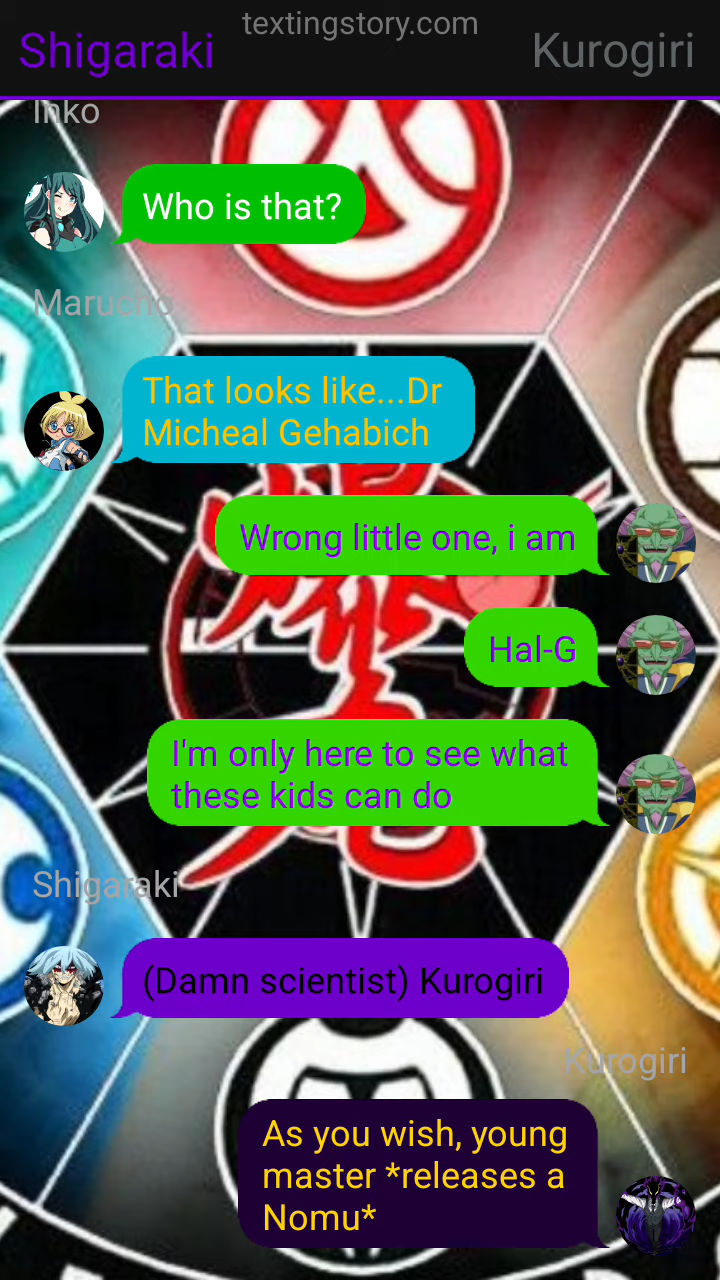 textingstory.com
Shigaraki
Kurogiri
Inko
Who is that?
Marucho
That looks like...Dr
Micheal Gehabich
Wrong little one, i am
Hal-G
I'm only here to see what
these kids can do
Shigaraki
(Damn scientist) Kurogiri
Kurogiri
As you wish, young
master *releases a
Nomu*